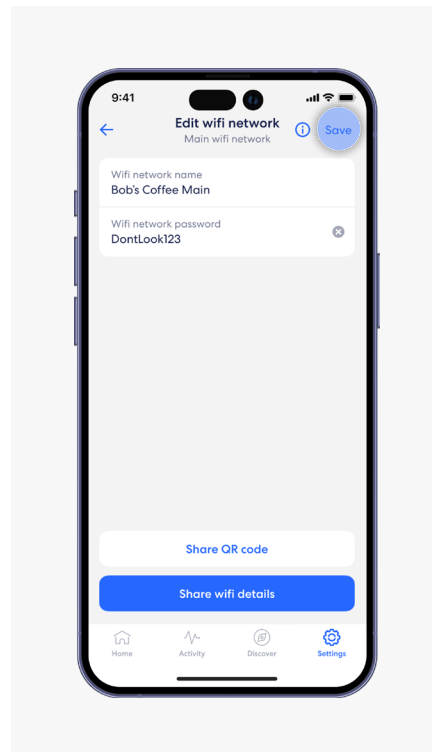 9:41
Edit wifi network
Main wifi network
Save
Wifi network name
Bob's Coffee Main
Wifi network password
DontLook123
Share QR code
Share wifi details
Home
Activity
Discover
Settings